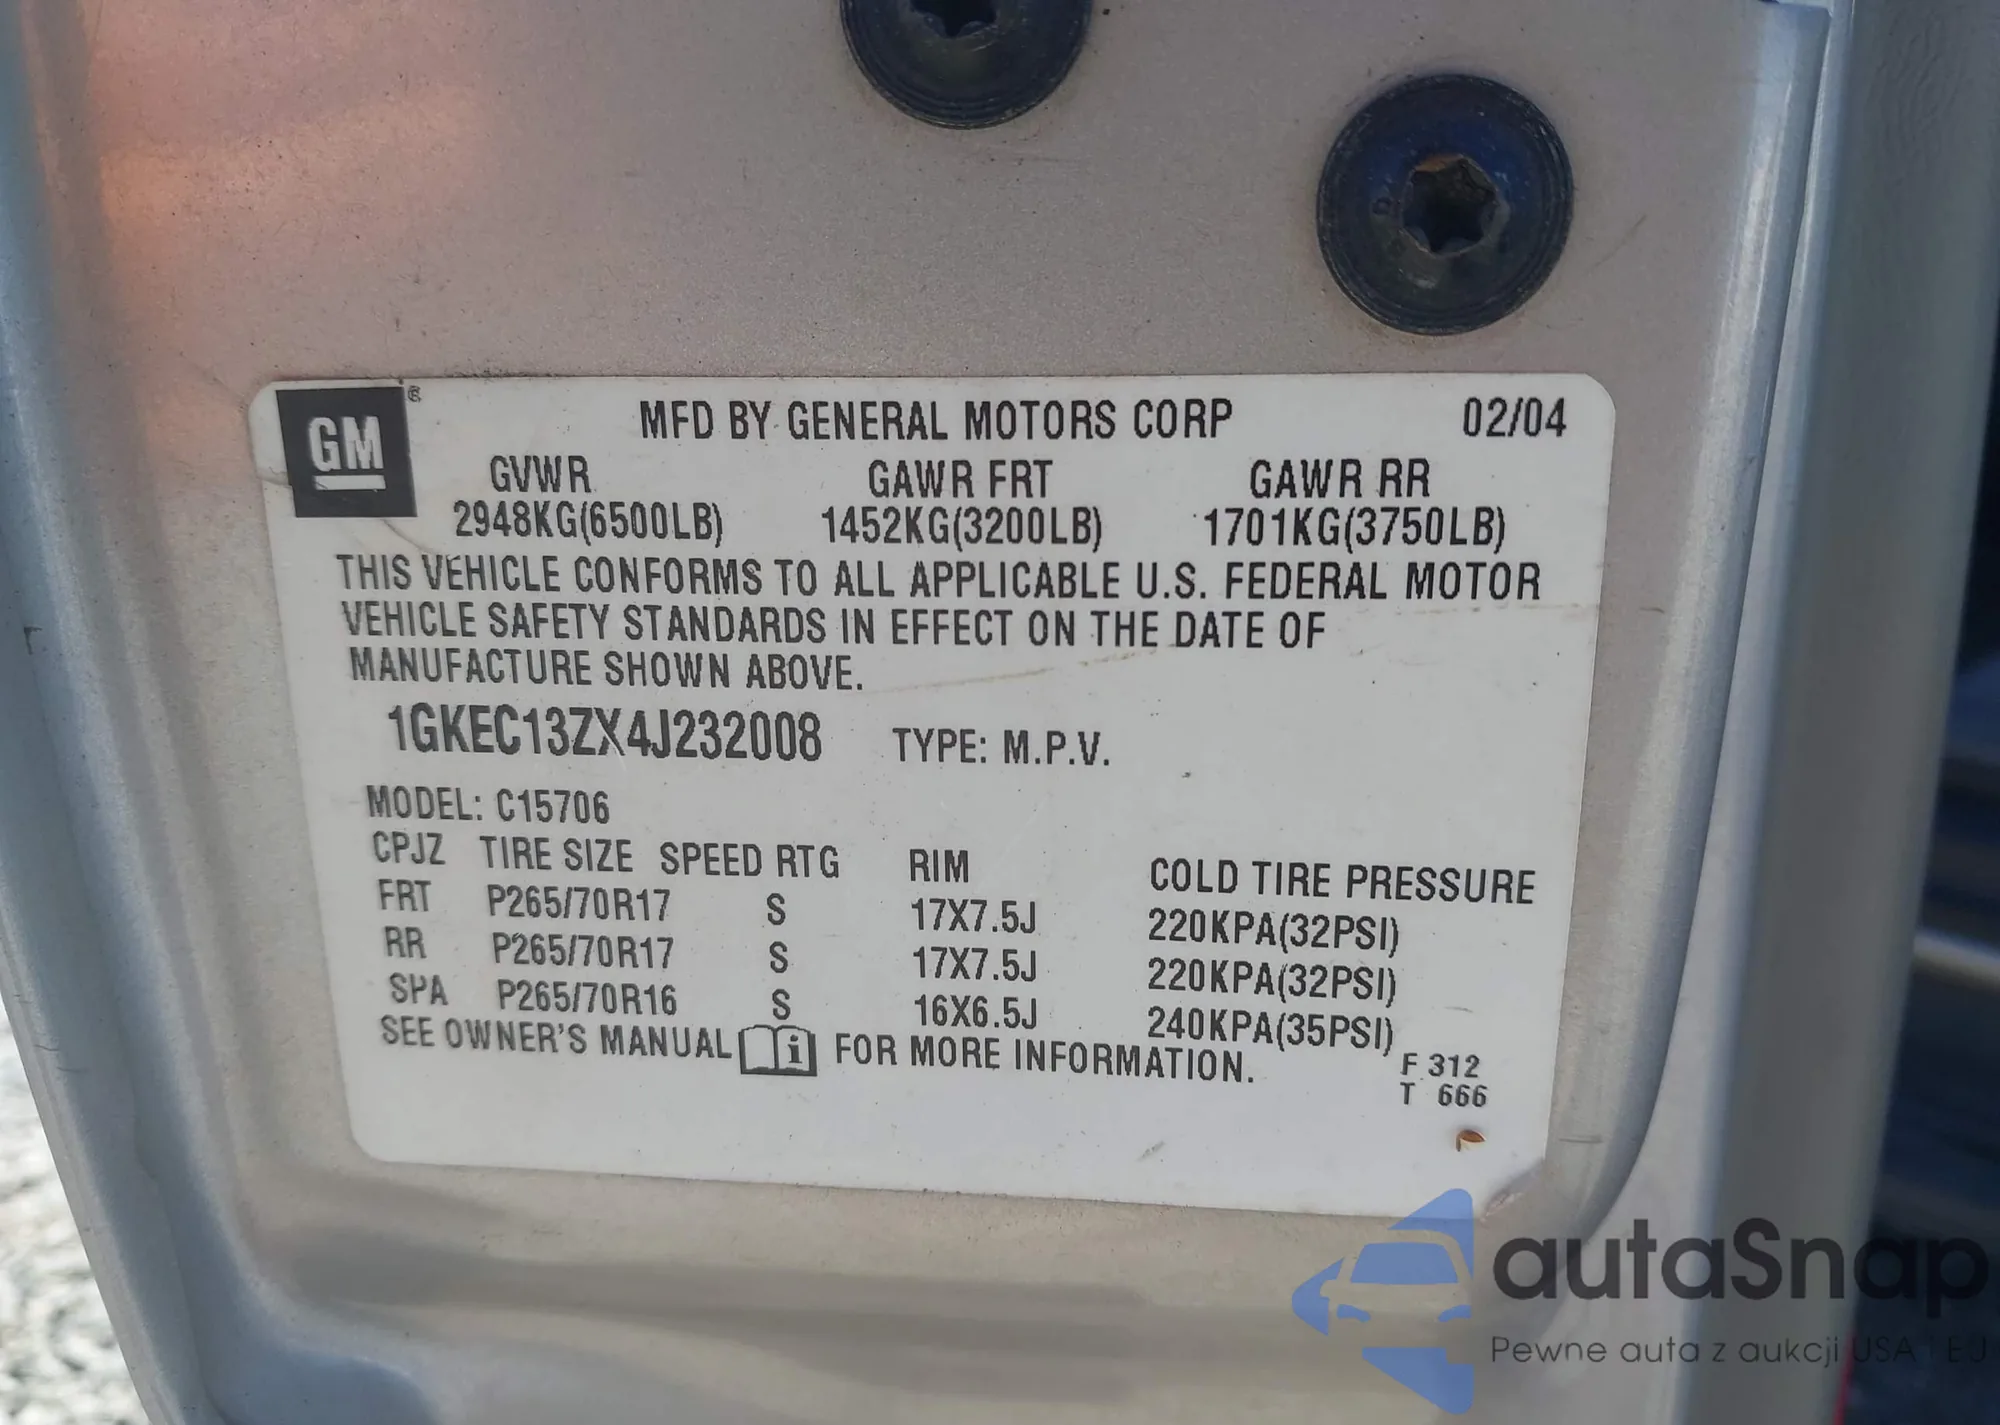 GM®
MFD BY GENERAL MOTORS CORP 02/04
GVWR GAWR FRT GAWR RR
2948KG(6500LB) 1452KG(3200LB) 1701KG(3750LB)
THIS VEHICLE CONFORMS TO ALL APPLICABLE U.S. FEDERAL MOTOR
VEHICLE SAFETY STANDARDS IN EFFECT ON THE DATE OF
MANUFACTURE SHOWN ABOVE.
1GKEC13ZX4J232008 TYPE: M.P.V.
MODEL: C15706
CPJZ TIRE SIZE SPEED RTG RIM COLD TIRE PRESSURE
FRT P265/70R17 S 17X7.5J 220KPA(32PSI)
RR P265/70R17 S 17X7.5J 220KPA(32PSI)
SPA P265/70R16 S 16X6.5J 240KPA(35PSI)
SEE OWNER'S MANUAL i FOR MORE INFORMATION.
F 312
T 666
autaSnap
Pewne auta z aukcji USA i EU